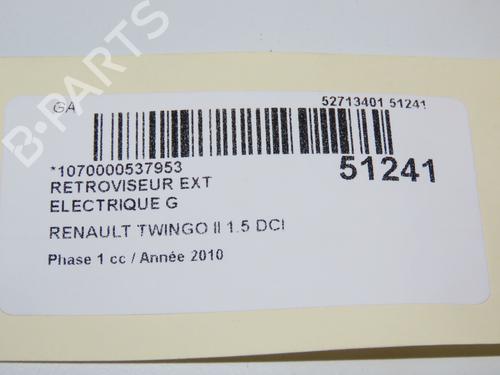 GA
52713401 51241
*1070000537953
51241
RETROVISEUR EXT
ELECTRIQUE G
RENAULT TWINGO II 1.5 DCI
Phase 1 cc / Année 2010
B-PARTS